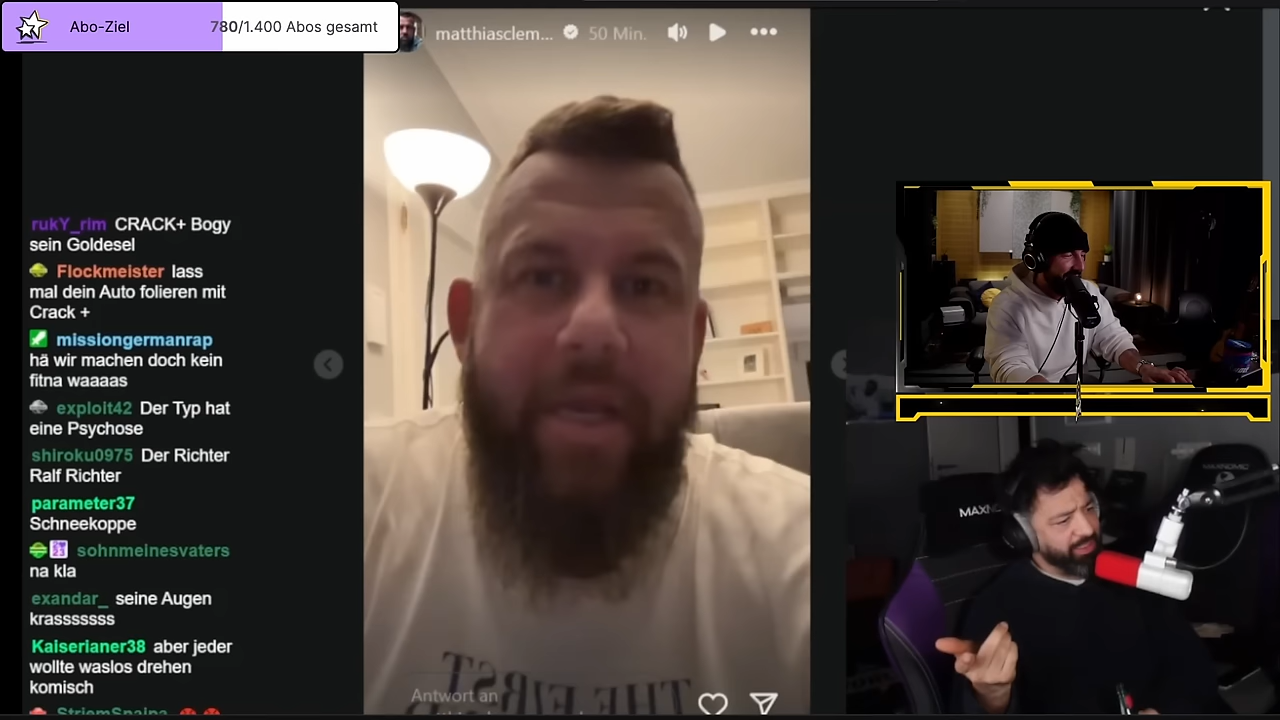 Abo-Ziel
780/1.400 Abos gesamt
matthiasclem... 50 Min.
rukY_rim CRACK+ Bogy
sein Goldesel
Flockmeister lass
mal dein Auto folieren mit
Crack +
missiongermanrap
hä wir machen doch kein
fitna waaaas
exploit42 Der Typ hat
eine Psychose
shiroku0975 Der Richter
Ralf Richter
parameter37
Schneekoppe
sohnmeinesvaters
na kla
exandar_ seine Augen
krasssssss
Kaiserianer38 aber jeder
wollte waslos drehen
komisch
Antwort an
THE FIRST
MAXNOMIC